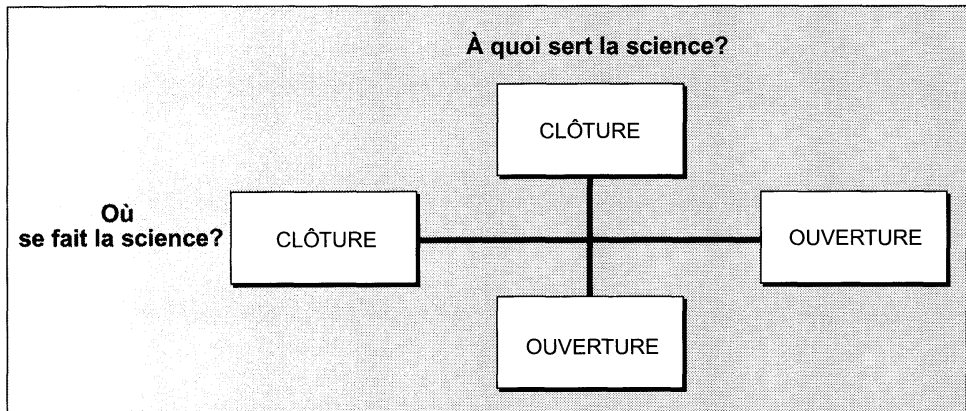 À quoi sert la science?
CLÔTURE
Où
se fait la science?
CLÔTURE
OUVERTURE
OUVERTURE